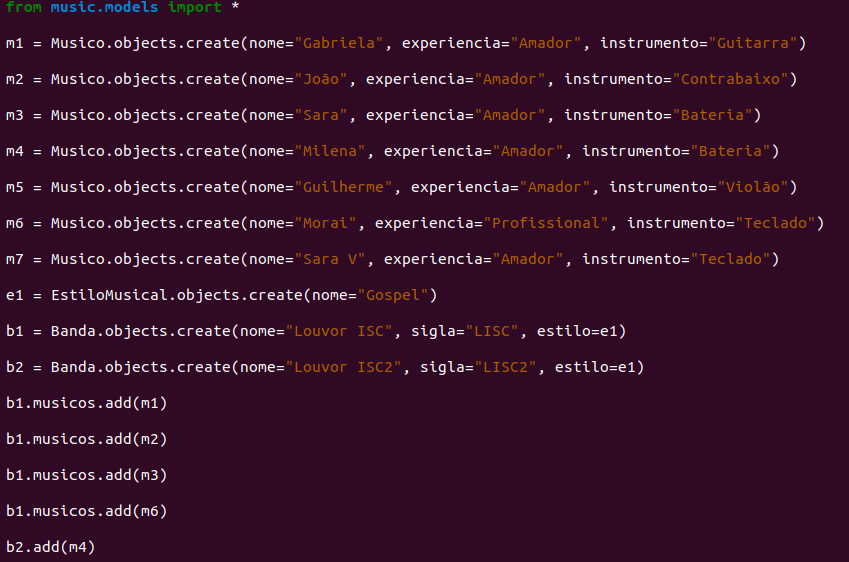 from music.models import *
m1 = Musico.objects.create(nome="Gabriela", experiencia="Amador", instrumento="Guitarra")
m2 = Musico.objects.create(nome="João", experiencia="Amador", instrumento="Contrabaixo")
m3 = Musico.objects.create(nome="Sara", experiencia="Amador", instrumento="Bateria")
m4 = Musico.objects.create(nome="Milena", experiencia="Amador", instrumento="Bateria")
m5 = Musico.objects.create(nome="Guilherme", experiencia="Amador", instrumento="Violão")
m6 = Musico.objects.create(nome="Morai", experiencia="Profissional", instrumento="Teclado")
m7 = Musico.objects.create(nome="Sara V", experiencia="Amador", instrumento="Teclado")
e1 = EstiloMusical.objects.create(nome="Gospel")
b1 = Banda.objects.create(nome="Louvor ISC", sigla="LISC", estilo=e1)
b2 = Banda.objects.create(nome="Louvor ISC2", sigla="LISC2", estilo=e1)
b1.musicos.add(m1)
b1.musicos.add(m2)
b1.musicos.add(m3)
b1.musicos.add(m6)
b2.add(m4)